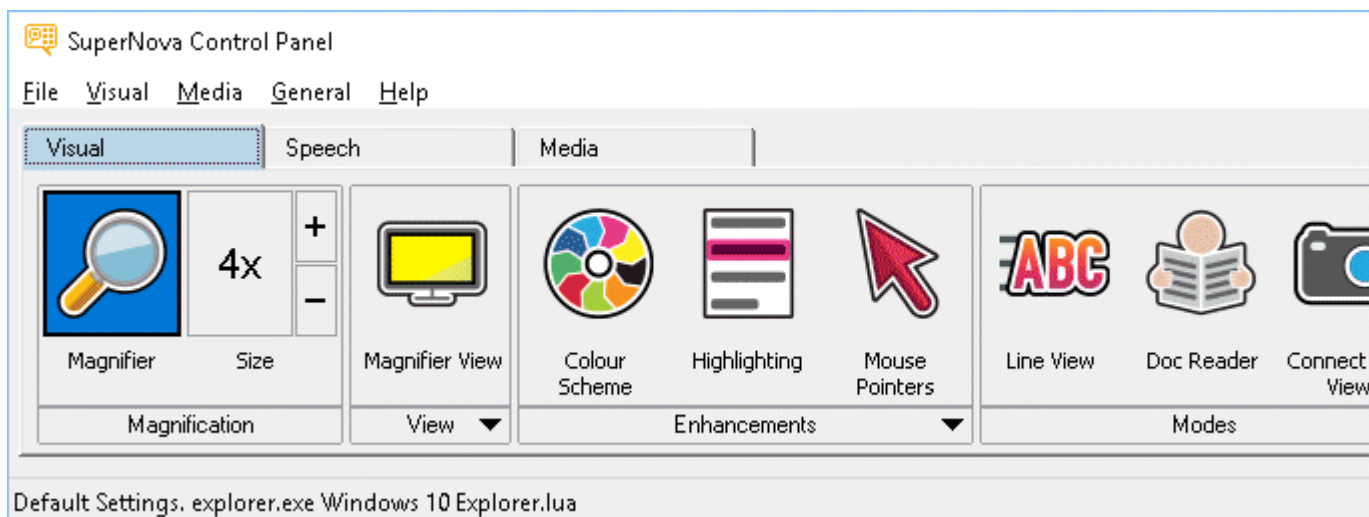 SuperNova Control Panel
File Visual Media General Help
Visual Speech Media
4x + −
ABC
Magnifier Size Magnifier View Colour Scheme Highlighting Mouse Pointers Line View Doc Reader Connect View
Magnification View Enhancements Modes
Default Settings. explorer.exe Windows 10 Explorer.lua